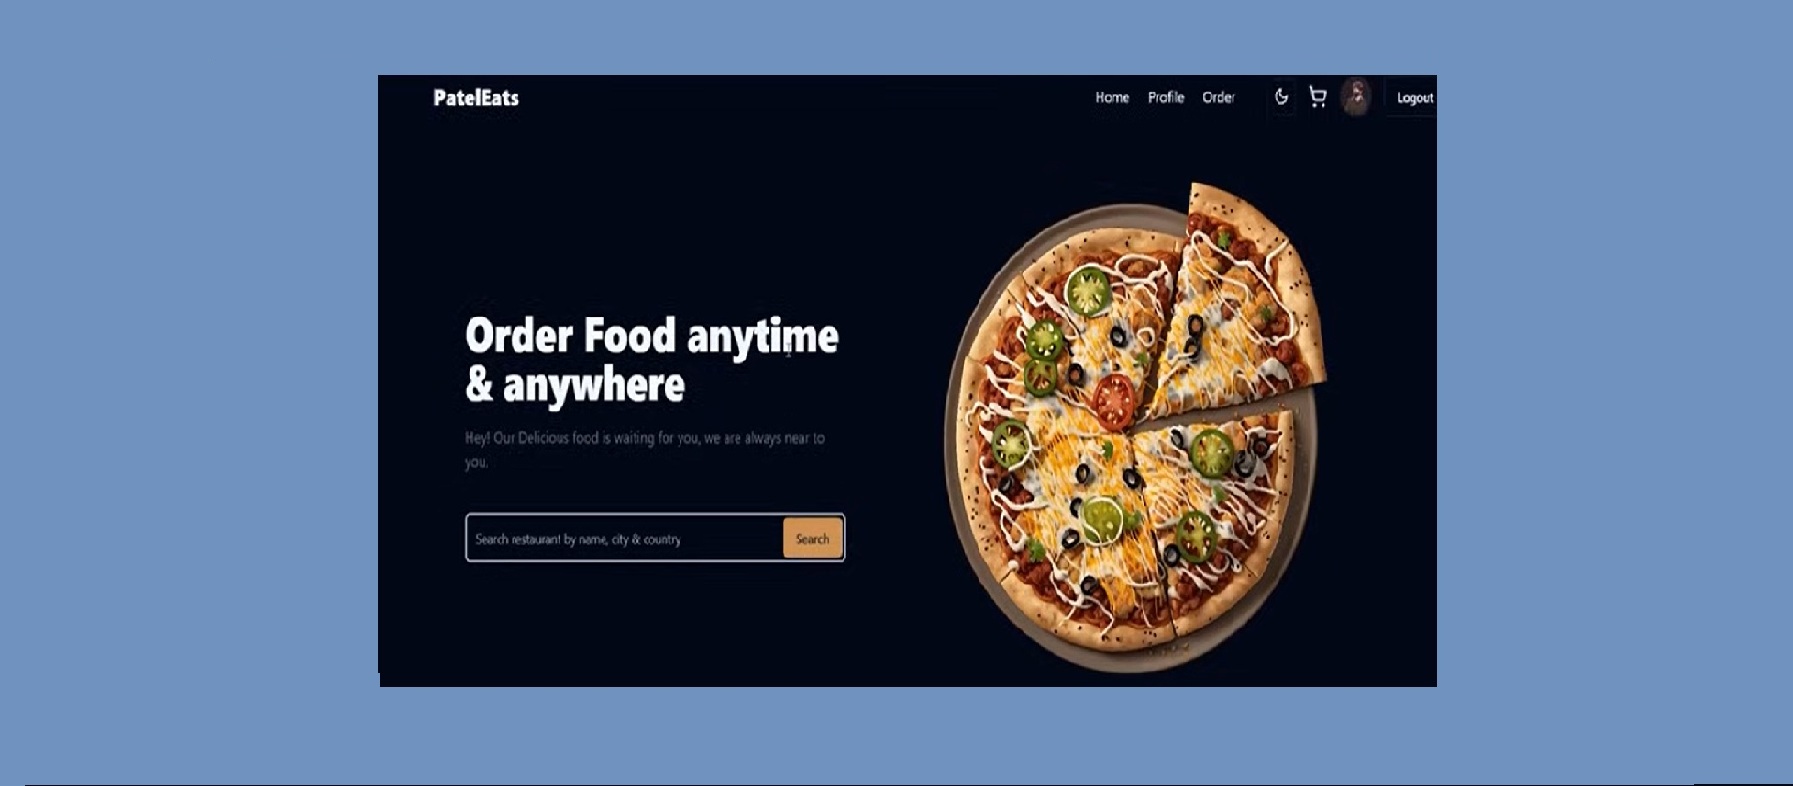 PatelEats
Home Profile Order Logout
Order Food anytime
& anywhere
Hey! Our Delicious food is waiting for you, we are always near to
you.
Search restaurant by name, city & country Search